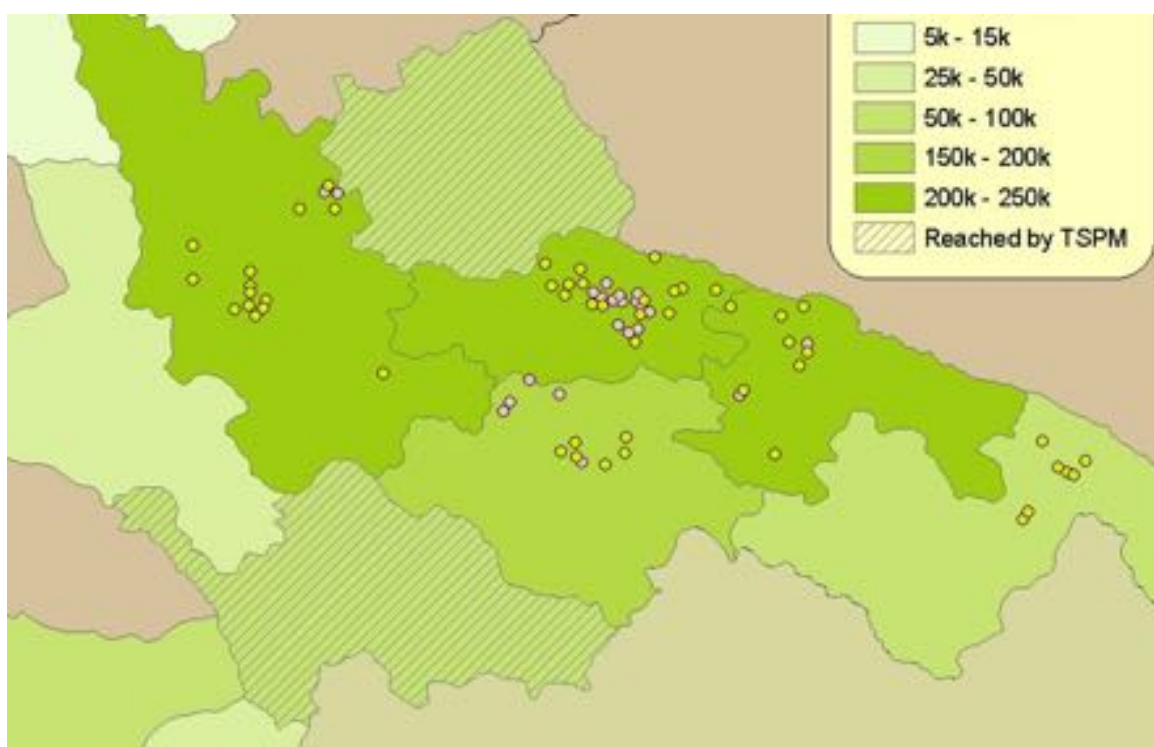 5k - 15k
25k - 50k
50k - 100k
150k - 200k
200k - 250k
Reached by TSPM